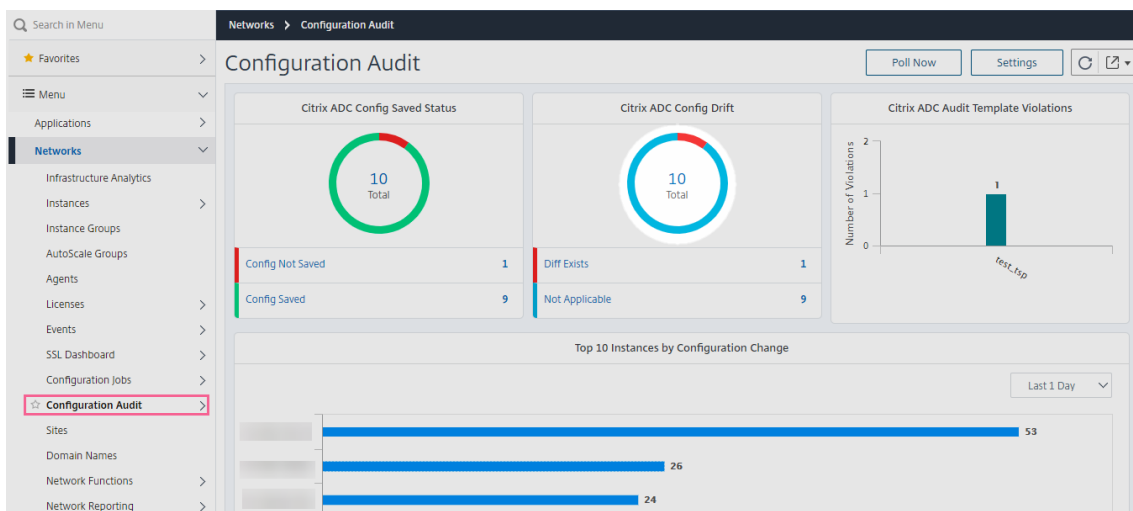 Search in Menu
Favorites
Menu
Applications
Networks
Infrastructure Analytics
Instances
Instance Groups
AutoScale Groups
Agents
Licenses
Events
SSL Dashboard
Configuration Jobs
Configuration Audit
Sites
Domain Names
Network Functions
Network Reporting
Networks > Configuration Audit
Configuration Audit
Poll Now
Settings
Citrix ADC Config Saved Status
10
Total
Config Not Saved 1
Config Saved 9
Citrix ADC Config Drift
10
Total
Diff Exists 1
Not Applicable 9
Citrix ADC Audit Template Violations
Number of Violations
2
1
0
1
test_tsp
Top 10 Instances by Configuration Change
Last 1 Day
53
26
24